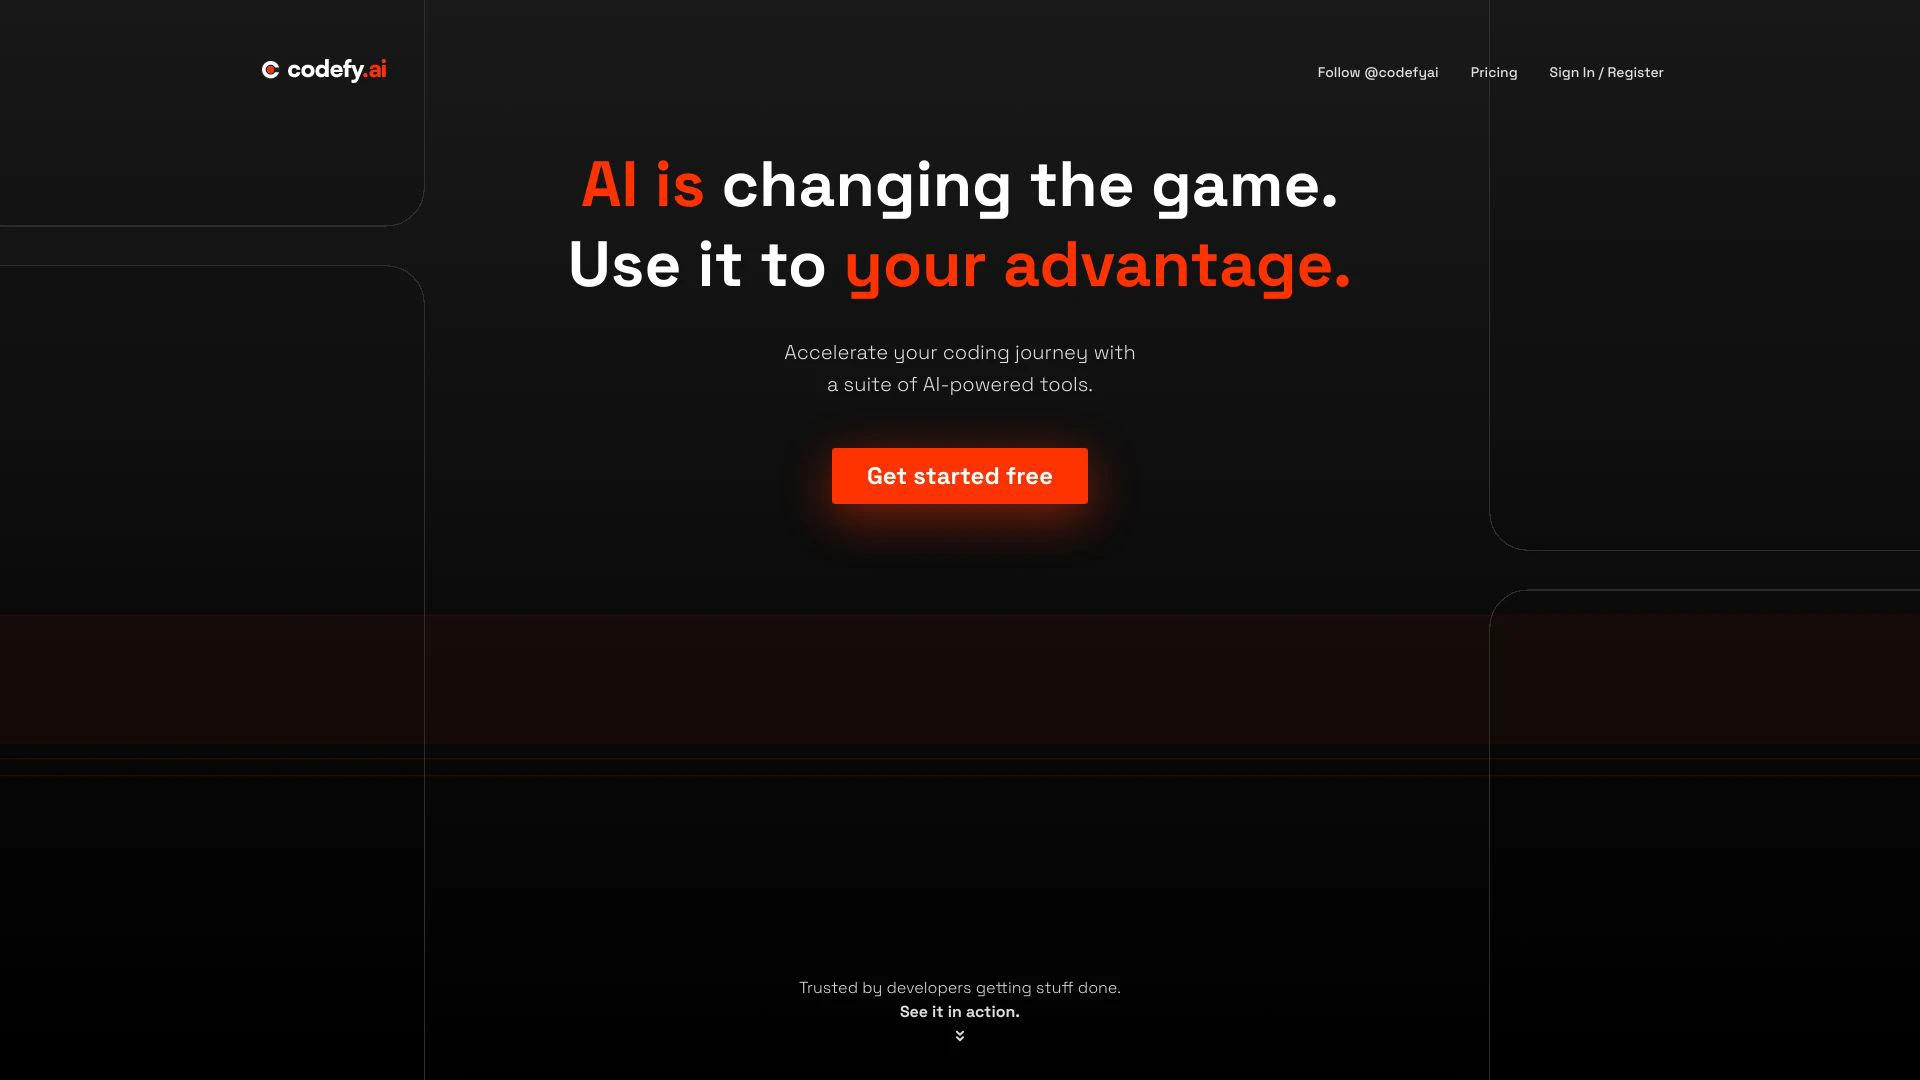 codefy.ai
Follow @codefyai
Pricing
Sign In / Register
AI is changing the game.
Use it to your advantage.
Accelerate your coding journey with
a suite of AI-powered tools.
Get started free
Trusted by developers getting stuff done.
See it in action.